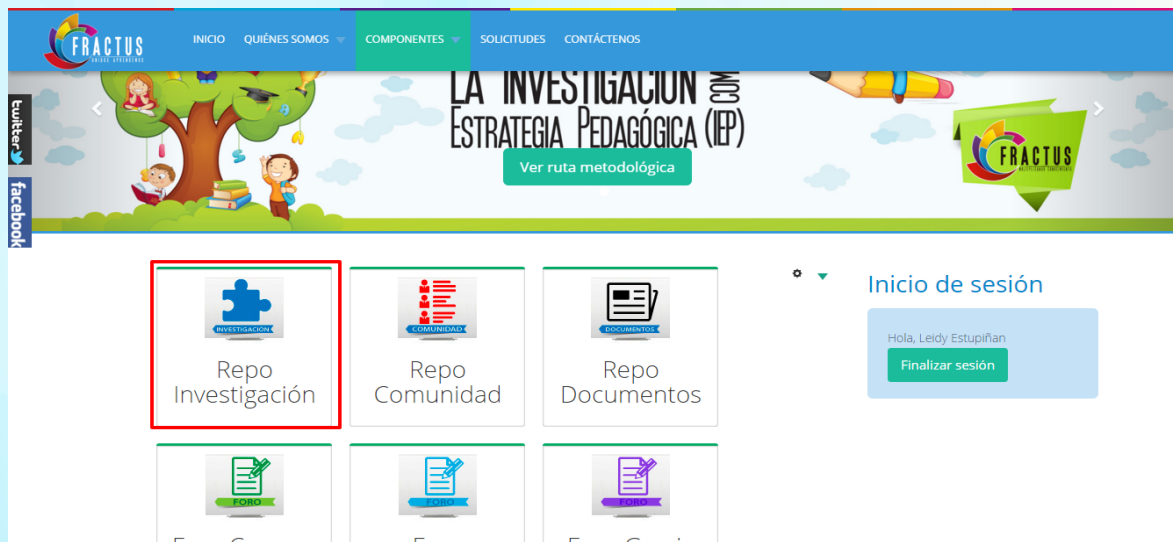 FRACTUS
UNIDOS APRENDEMOS
INICIO
QUIÉNES SOMOS
COMPONENTES
SOLICITUDES
CONTÁCTENOS
LA INVESTIGACIÓN COM
ESTRATEGIA PEDAGÓGICA (IEP)
Ver ruta metodológica
FRACTUS
twitter
facebook
INVESTIGACION
Repo
Investigación
COMUNIDAD
Repo
Comunidad
DOCUMENTOS
Repo
Documentos
Inicio de sesión
Hola, Leidy Estupiñan
Finalizar sesión
FORO
FORO
FORO